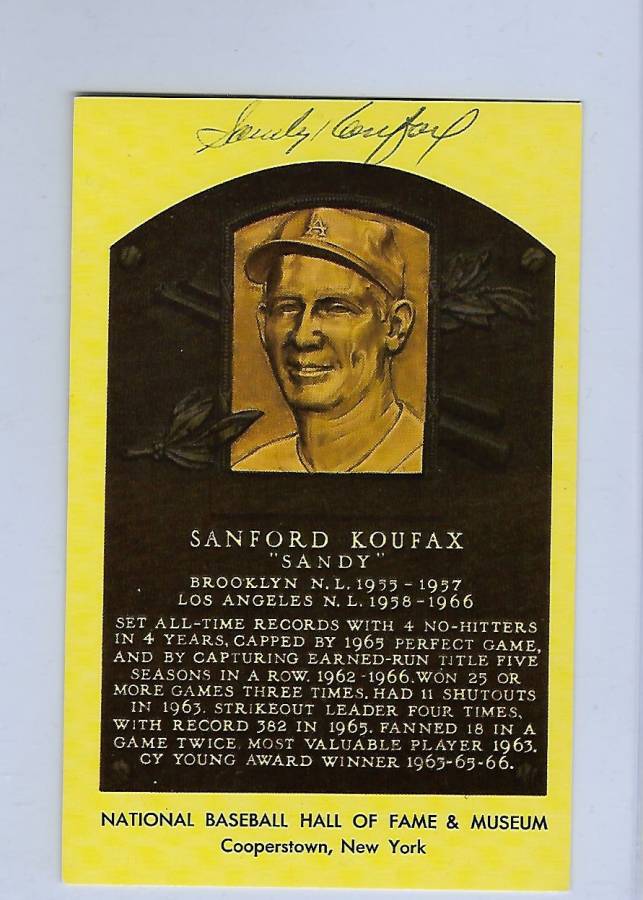 Sandy Koufax
A
SANFORD KOUFAX
"SANDY"
BROOKLYN N.L. 1955-1957
LOS ANGELES N.L. 1958-1966
SET ALL-TIME RECORDS WITH 4 NO-HITTERS
IN 4 YEARS, CAPPED BY 1965 PERFECT GAME,
AND BY CAPTURING EARNED-RUN TITLE FIVE
SEASONS IN A ROW. 1962-1966. WON 25 OR
MORE GAMES THREE TIMES. HAD 11 SHUTOUTS
IN 1963. STRIKEOUT LEADER FOUR TIMES,
WITH RECORD 382 IN 1965. FANNED 18 IN A
GAME TWICE. MOST VALUABLE PLAYER 1963.
CY YOUNG AWARD WINNER 1963-65-66.
NATIONAL BASEBALL HALL OF FAME & MUSEUM
Cooperstown, New York